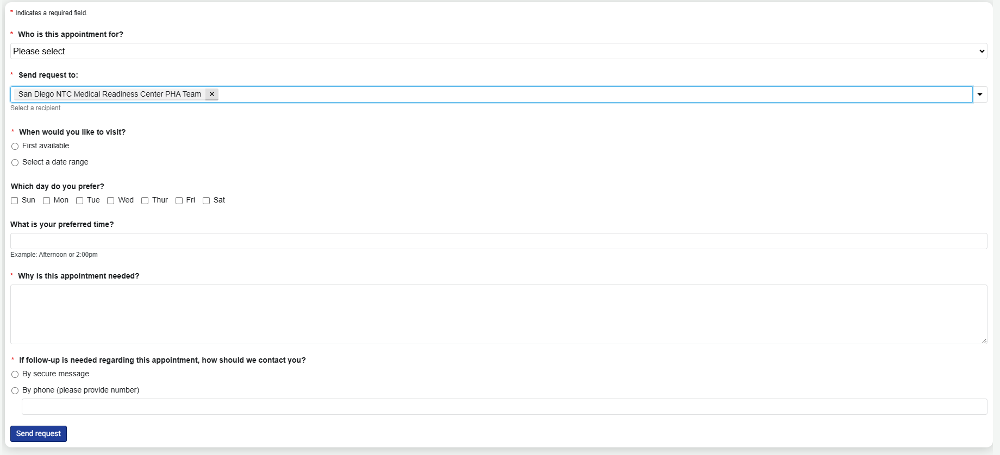 * Indicates a required field.
* Who is this appointment for?
Please select
* Send request to:
San Diego NTC Medical Readiness Center PHA Team ×
Select a recipient
* When would you like to visit?
First available
Select a date range
Which day do you prefer?
Sun Mon Tue Wed Thur Fri Sat
What is your preferred time?
Example: Afternoon or 2:00pm
* Why is this appointment needed?
* If follow-up is needed regarding this appointment, how should we contact you?
By secure message
By phone (please provide number)
Send request